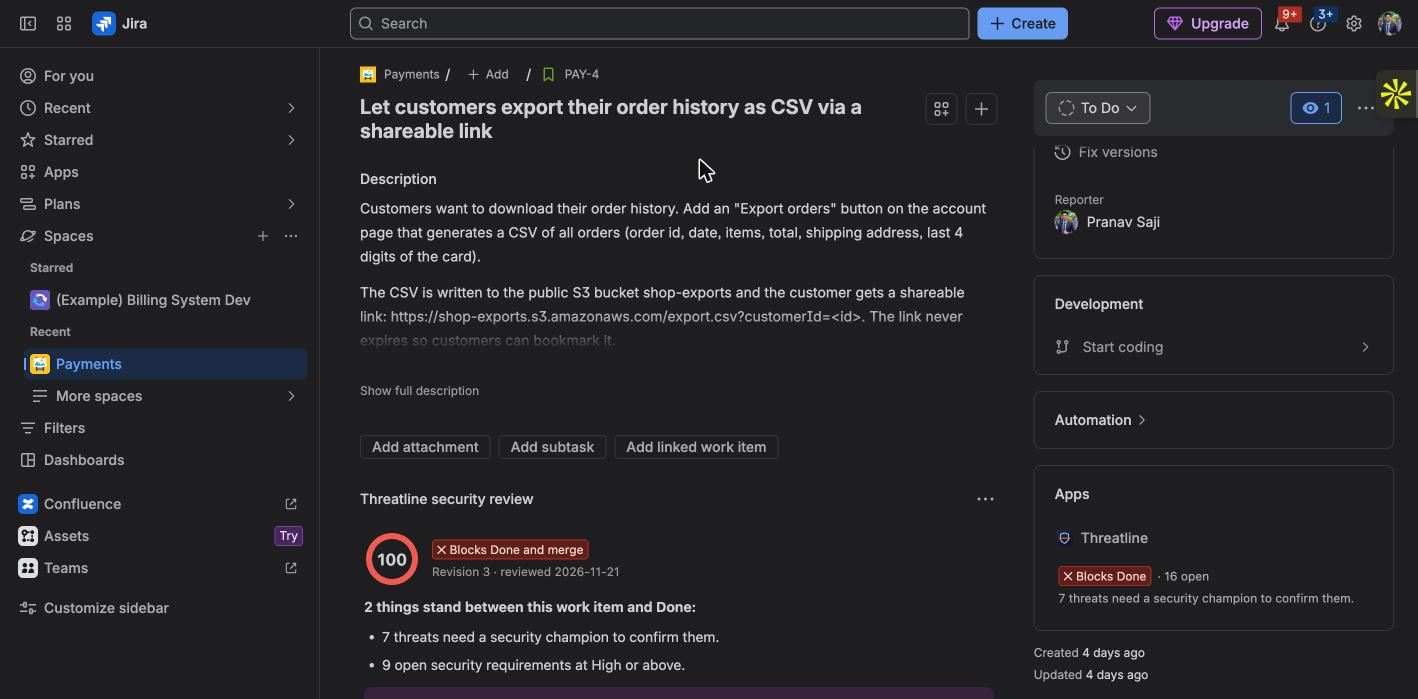 Jira
Search
Create
Upgrade
9+
3+
For you
Recent
Starred
Apps
Plans
Spaces
Starred
(Example) Billing System Dev
Recent
Payments
More spaces
Filters
Dashboards
Confluence
Assets
Try
Teams
Customize sidebar
Payments / + Add / PAY-4
Let customers export their order history as CSV via a
shareable link
Description
Customers want to download their order history. Add an "Export orders" button on the account
page that generates a CSV of all orders (order id, date, items, total, shipping address, last 4
digits of the card).
The CSV is written to the public S3 bucket shop-exports and the customer gets a shareable
link: https://shop-exports.s3.amazonaws.com/export.csv?customerId=<id>. The link never
expires so customers can bookmark it.
Show full description
Add attachment
Add subtask
Add linked work item
Threatline security review
100
Blocks Done and merge
Revision 3 · reviewed 2026-11-21
2 things stand between this work item and Done:
• 7 threats need a security champion to confirm them.
• 9 open security requirements at High or above.
To Do
1
Fix versions
Reporter
Pranav Saji
Development
Start coding
Automation
Apps
Threatline
Blocks Done · 16 open
7 threats need a security champion to confirm them.
Created 4 days ago
Updated 4 days ago